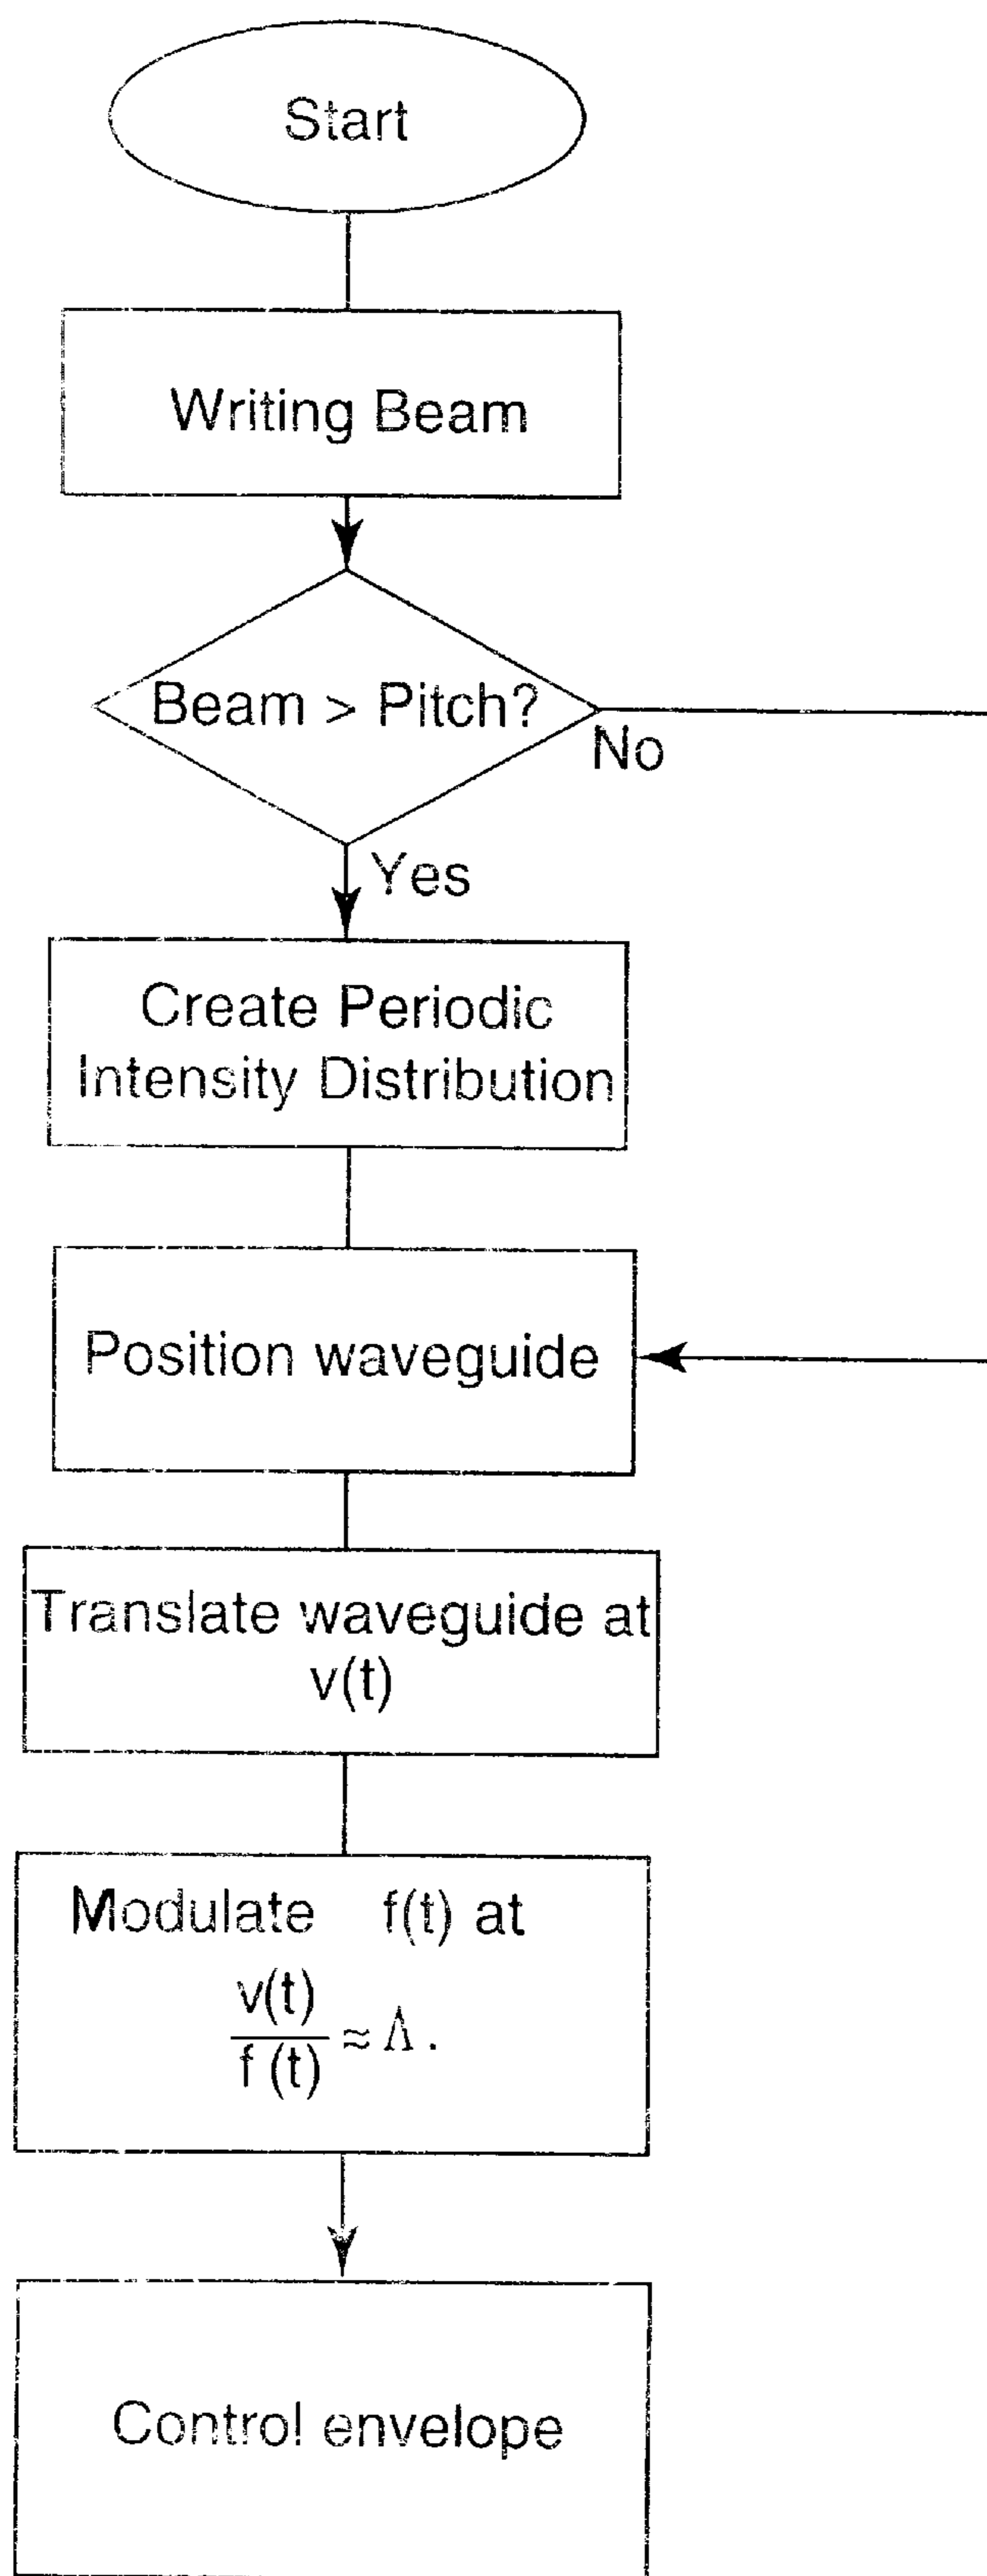 Start
Writing Beam
Beam > Pitch?
No
Yes
Create Periodic
Intensity Distribution
Position waveguide
Translate waveguide at
v(t)
Modulate f(t) at
v(t)
f (t)
≈ Λ .
Control envelope